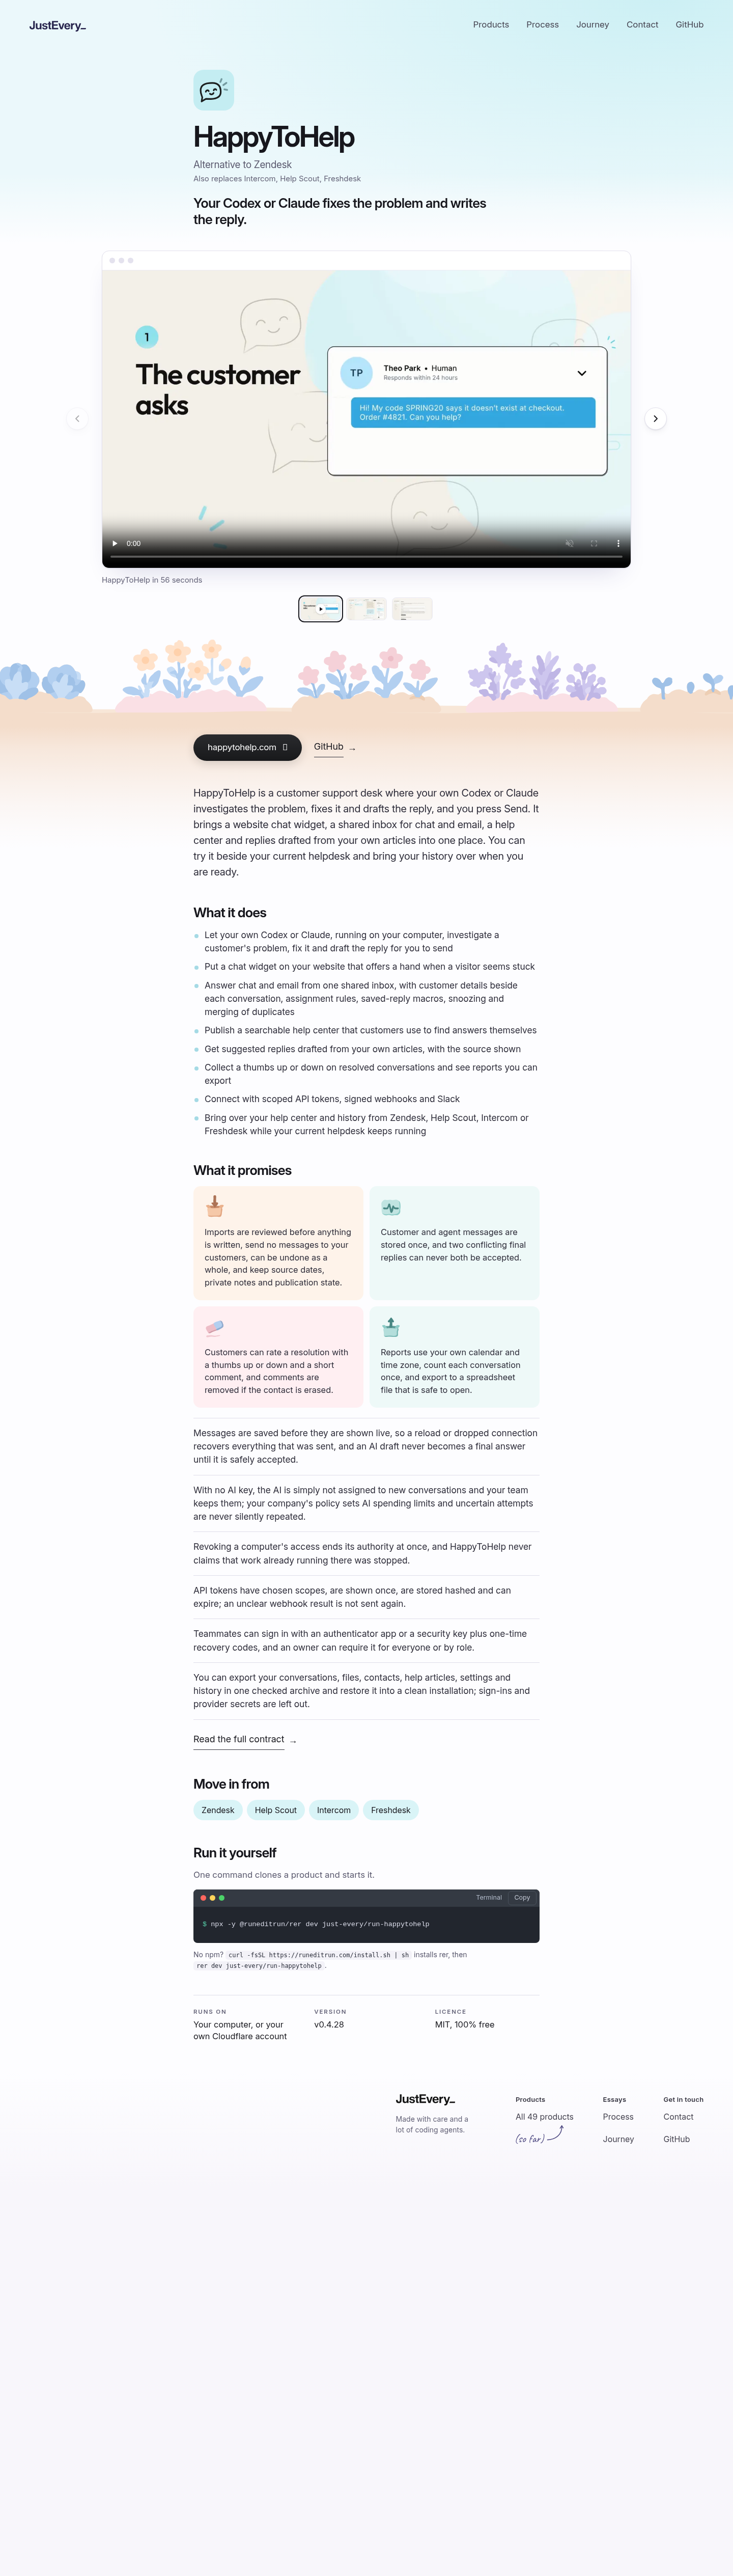 JustEvery_
Products Process Journey Contact GitHub
HappyToHelp
Alternative to Zendesk
Also replaces Intercom, Help Scout, Freshdesk
Your Codex or Claude fixes the problem and writes
the reply.
1
The customer
asks
TP
Theo Park • Human
Responds within 24 hours
Hi! My code SPRING20 says it doesn't exist at checkout.
Order #4821. Can you help?
0:00
HappyToHelp in 56 seconds
happytohelp.com
GitHub →
HappyToHelp is a customer support desk where your own Codex or Claude
investigates the problem, fixes it and drafts the reply, and you press Send. It
brings a website chat widget, a shared inbox for chat and email, a help
center and replies drafted from your own articles into one place. You can
try it beside your current helpdesk and bring your history over when you
are ready.
What it does
Let your own Codex or Claude, running on your computer, investigate a
customer's problem, fix it and draft the reply for you to send
Put a chat widget on your website that offers a hand when a visitor seems stuck
Answer chat and email from one shared inbox, with customer details beside
each conversation, assignment rules, saved-reply macros, snoozing and
merging of duplicates
Publish a searchable help center that customers use to find answers themselves
Get suggested replies drafted from your own articles, with the source shown
Collect a thumbs up or down on resolved conversations and see reports you can
export
Connect with scoped API tokens, signed webhooks and Slack
Bring over your help center and history from Zendesk, Help Scout, Intercom or
Freshdesk while your current helpdesk keeps running
What it promises
Imports are reviewed before anything
is written, send no messages to your
customers, can be undone as a
whole, and keep source dates,
private notes and publication state.
Customer and agent messages are
stored once, and two conflicting final
replies can never both be accepted.
Customers can rate a resolution with
a thumbs up or down and a short
comment, and comments are
removed if the contact is erased.
Reports use your own calendar and
time zone, count each conversation
once, and export to a spreadsheet
file that is safe to open.
Messages are saved before they are shown live, so a reload or dropped connection
recovers everything that was sent, and an AI draft never becomes a final answer
until it is safely accepted.
With no AI key, the AI is simply not assigned to new conversations and your team
keeps them; your company's policy sets AI spending limits and uncertain attempts
are never silently repeated.
Revoking a computer's access ends its authority at once, and HappyToHelp never
claims that work already running there was stopped.
API tokens have chosen scopes, are shown once, are stored hashed and can
expire; an unclear webhook result is not sent again.
Teammates can sign in with an authenticator app or a security key plus one-time
recovery codes, and an owner can require it for everyone or by role.
You can export your conversations, files, contacts, help articles, settings and
history in one checked archive and restore it into a clean installation; sign-ins and
provider secrets are left out.
Read the full contract →
Move in from
Zendesk Help Scout Intercom Freshdesk
Run it yourself
One command clones a product and starts it.
Terminal Copy
$ npx -y @runeditrun/rer dev just-every/run-happytohelp
No npm? curl -fsSL https://runeditrun.com/install.sh | sh installs rer, then
rer dev just-every/run-happytohelp.
RUNS ON
Your computer, or your
own Cloudflare account
VERSION
v0.4.28
LICENCE
MIT, 100% free
JustEvery_
Made with care and a
lot of coding agents.
Products
All 49 products
(so far)
Essays
Process
Journey
Get in touch
Contact
GitHub